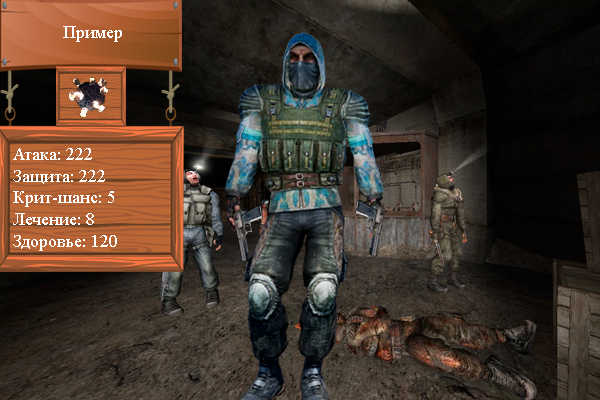 Пример
Атака: 222
Защита: 222
Крит-шанс: 5
Лечение: 8
Здоровье: 120